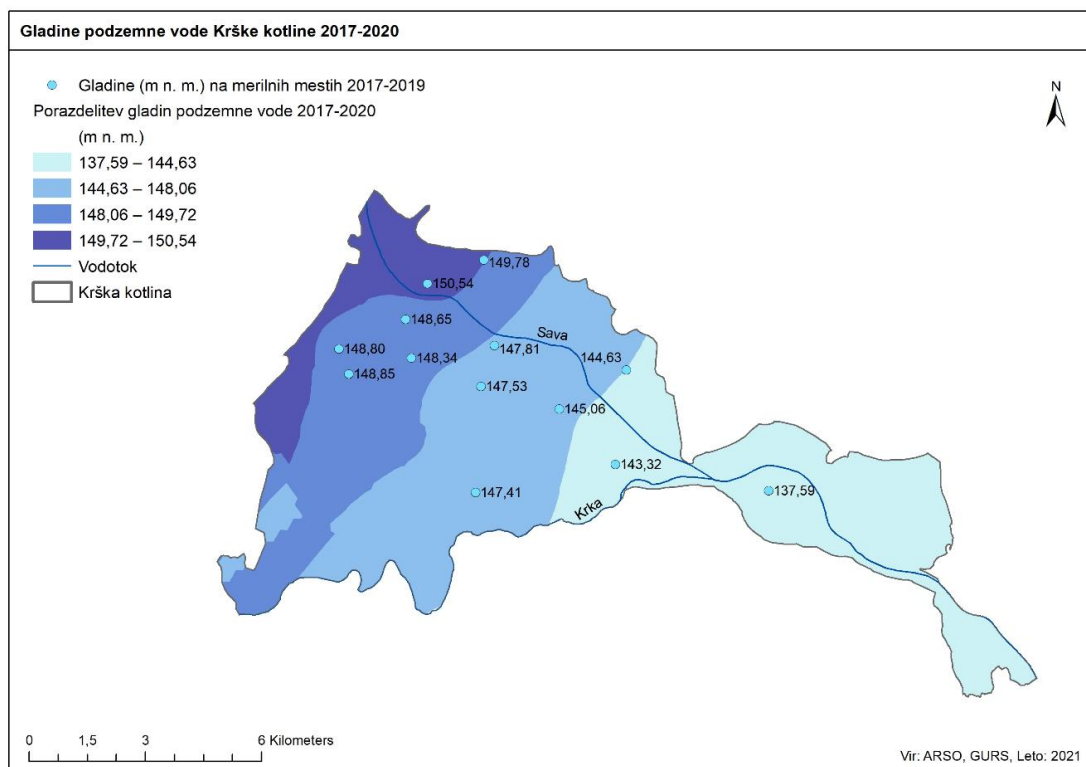 Gladine podzemne vode Krške kotline 2017-2020
Gladine (m n. m.) na merilnih mestih 2017-2019
Porazdelitev gladin podzemne vode 2017-2020
(m n. m.)
137,59 – 144,63
144,63 – 148,06
148,06 – 149,72
149,72 – 150,54
Vodotok
Krška kotlina
N
149,78
150,54
148,65
Sava
148,80
148,34
147,81
144,63
148,85
147,53
145,06
143,32
147,41
Krka
137,59
0 1,5 3 6 Kilometers
Vir: ARSO, GURS, Leto: 2021